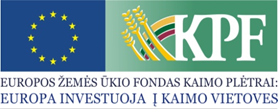 KPF
EUROPOS ŽEMĖS ŪKIO FONDAS KAIMO PLĖTRAI:
EUROPA INVESTUOJA Į KAIMO VIETOVES